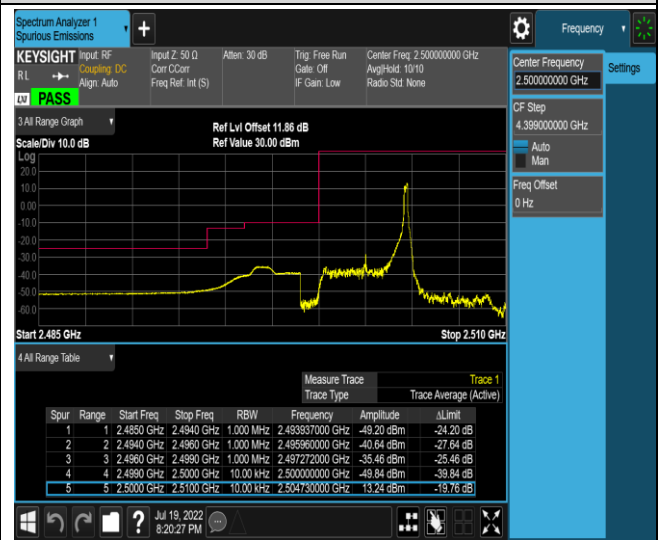 Spectrum Analyzer 1
Spurious Emissions
+
Frequency
KEYSIGHT
RL
Input: RF
Coupling: DC
Align: Auto
Input Z: 50 Ω
Corr CCorr
Freq Ref: Int (S)
Atten: 30 dB
Trig: Free Run
Gate: Off
IF Gain: Low
Center Freq: 2.500000000 GHz
Avg|Hold: 10/10
Radio Std: None
LXI PASS
Center Frequency
2.500000000 GHz
Settings
CF Step
4.399000000 GHz
Auto
Man
Freq Offset
0 Hz
3 All Range Graph
Scale/Div 10.0 dB
Ref Lvl Offset 11.86 dB
Ref Value 30.00 dBm
Log
20.0
10.0
0.00
-10.0
-20.0
-30.0
-40.0
-50.0
-60.0
Start 2.485 GHz Stop 2.510 GHz
4 All Range Table
Measure Trace Trace 1
Trace Type Trace Average (Active)
Spur Range Start Freq Stop Freq RBW Frequency Amplitude ΔLimit
1 1 2.4850 GHz 2.4940 GHz 1.000 MHz 2.493937000 GHz -49.20 dBm -24.20 dB
2 2 2.4940 GHz 2.4960 GHz 1.000 MHz 2.495960000 GHz -40.64 dBm -27.64 dB
3 3 2.4960 GHz 2.4990 GHz 1.000 MHz 2.497272000 GHz -35.46 dBm -25.46 dB
4 4 2.4990 GHz 2.5000 GHz 10.00 kHz 2.500000000 GHz -49.84 dBm -39.84 dB
5 5 2.5000 GHz 2.5100 GHz 10.00 kHz 2.504730000 GHz 13.24 dBm -19.76 dB
?
Jul 19, 2022
8:20:27 PM